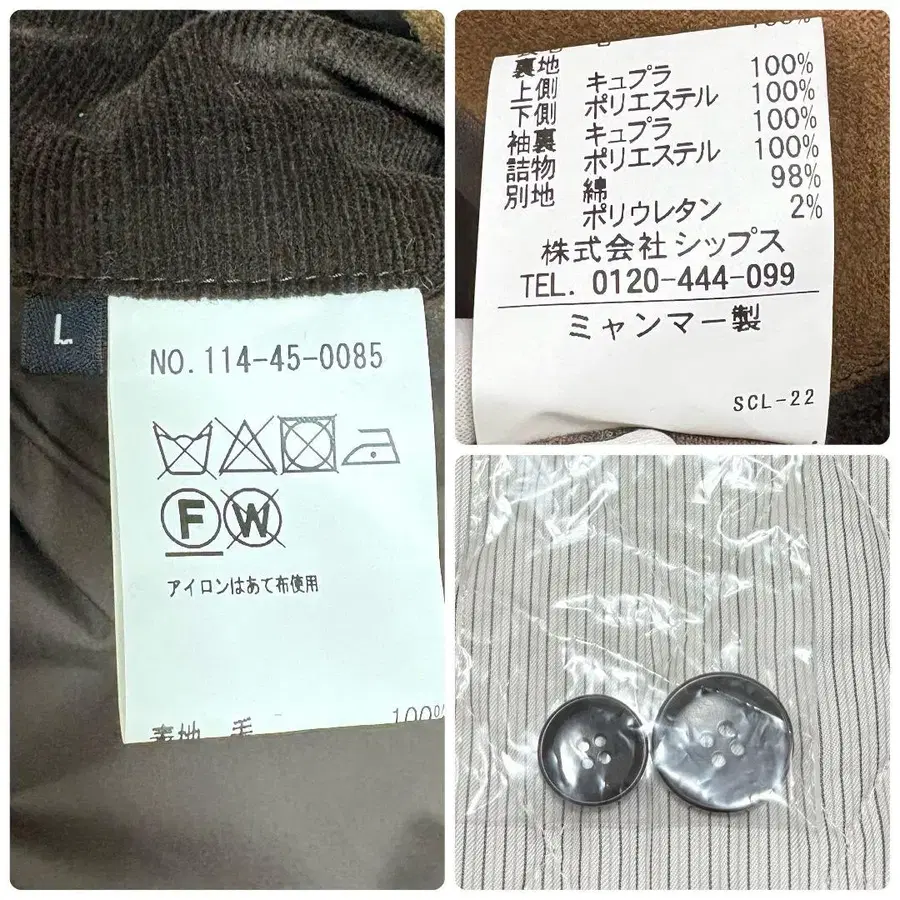 L
NO. 114-45-0085
F W
アイロンはあて布使用
表地 毛 100%
100%
裏地
上側 キュプラ 100%
下側 ポリエステル 100%
袖裏 キュプラ 100%
詰物 ポリエステル 100%
別地 綿 98%
ポリウレタン 2%
株式会社シップス
TEL. 0120-444-099
ミャンマー製
SCL-22